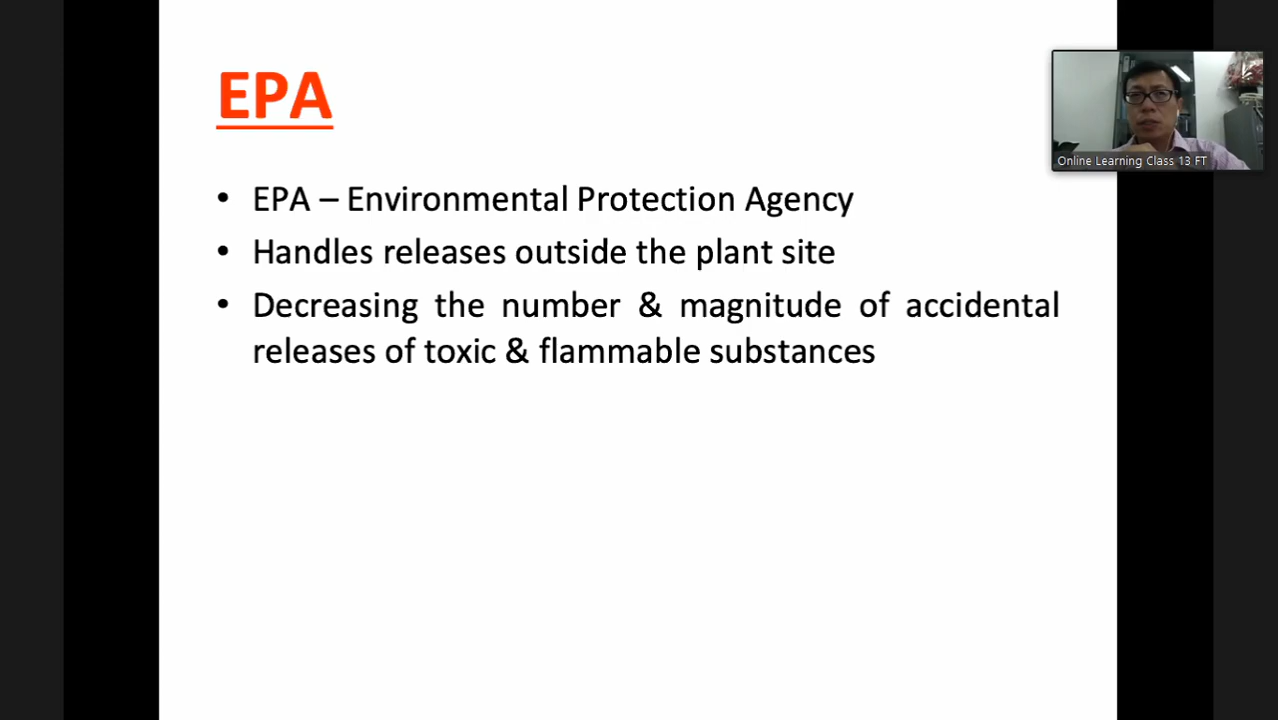 EPA
• EPA – Environmental Protection Agency
• Handles releases outside the plant site
• Decreasing the number & magnitude of accidental
releases of toxic & flammable substances
Online Learning Class 13 FT